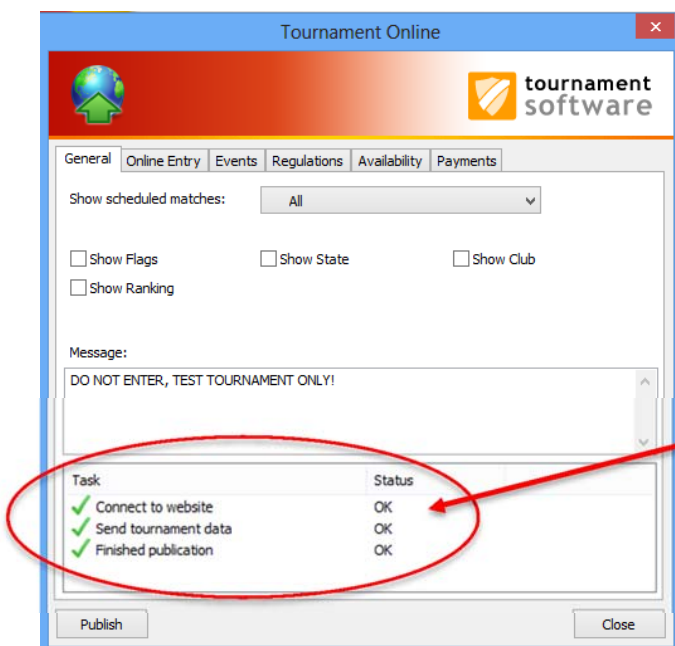 Tournament Online
tournament
software
General Online Entry Events Regulations Availability Payments
Show scheduled matches: All
Show Flags Show State Show Club
Show Ranking
Message:
DO NOT ENTER, TEST TOURNAMENT ONLY!
Task Status
Connect to website OK
Send tournament data OK
Finished publication OK
Publish Close